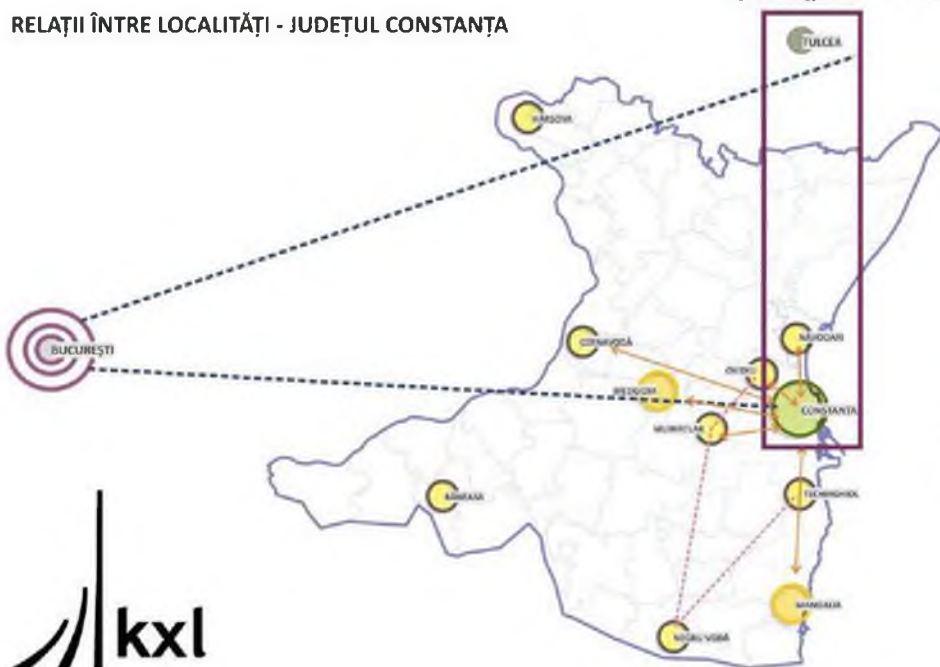 RELAȚII ÎNTRE LOCALITĂȚI - JUDEȚUL CONSTANȚA
TULCEA
HÂRȘOVA
BUCUREȘTI
CERNAVODĂ
NĂVODARI
OVIDIU
MEDGIDIA
CONSTANȚA
MURFATLAR
BĂNEASA
TECHIRGHIOL
MANGALIA
NEGRU VODĂ
kxl